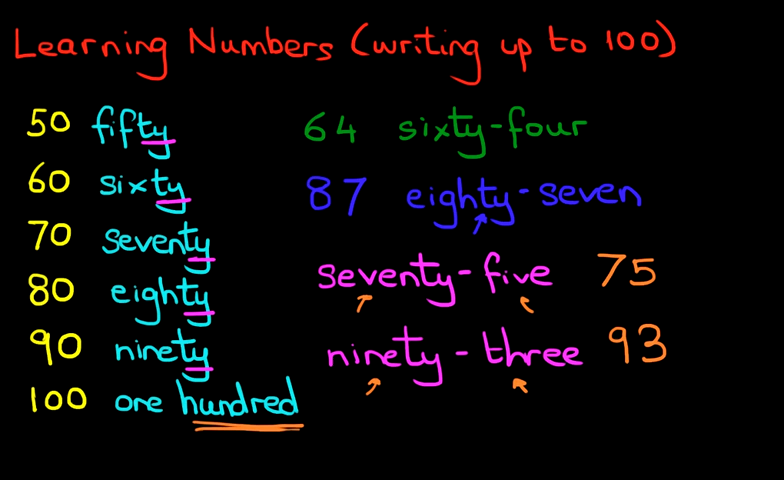 Learning Numbers (writing up to 100)
50 fifty
60 sixty
70 seventy
80 eighty
90 ninety
100 one hundred
64 sixty-four
87 eighty-seven
seventy-five 75
ninety-three 93